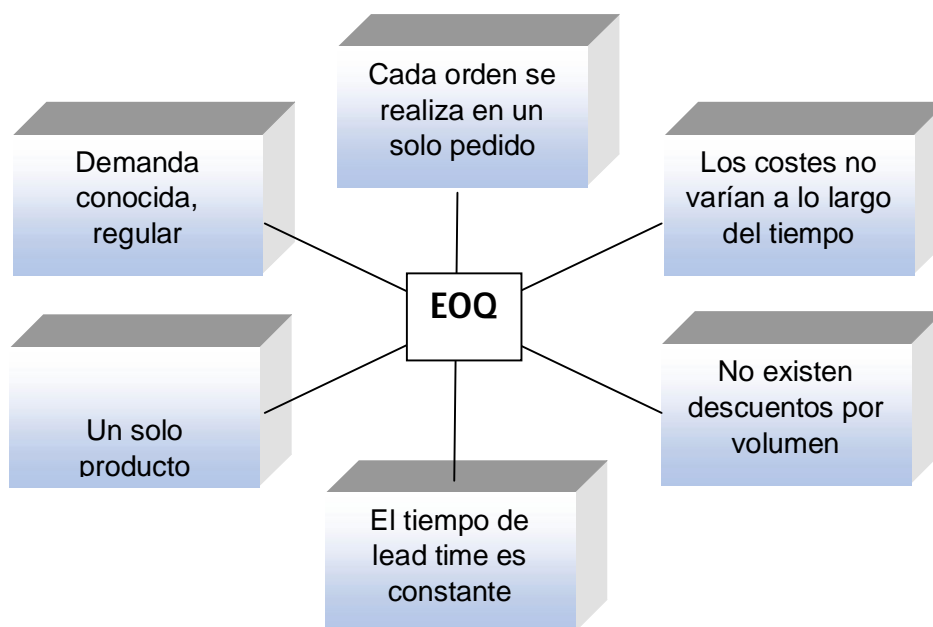 Cada orden se
realiza en un
solo pedido
Demanda
conocida,
regular
Los costes no
varían a lo largo
del tiempo
EOQ
Un solo
producto
No existen
descuentos por
volumen
El tiempo de
lead time es
constante